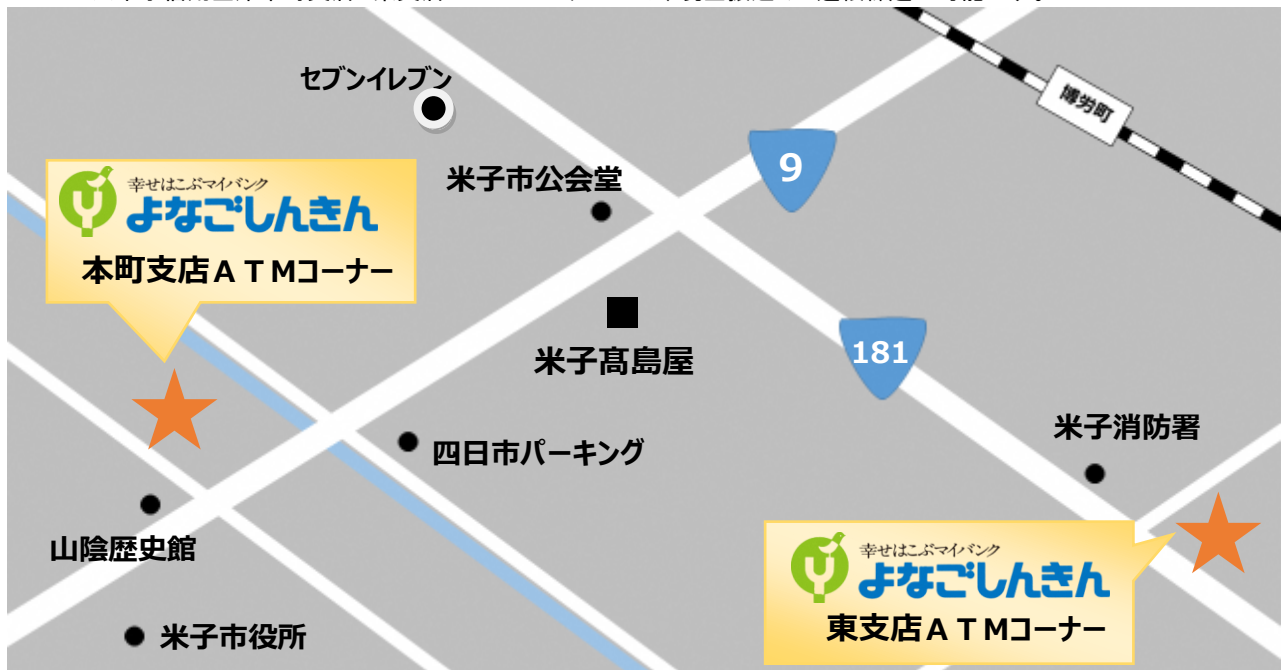 セブンイレブン
博労町
9
米子市公会堂
幸せはこぶマイバンク
よなごしんきん
本町支店ATMコーナー
米子髙島屋
181
米子消防署
四日市パーキング
山陰歴史館
幸せはこぶマイバンク
よなごしんきん
東支店ATMコーナー
米子市役所